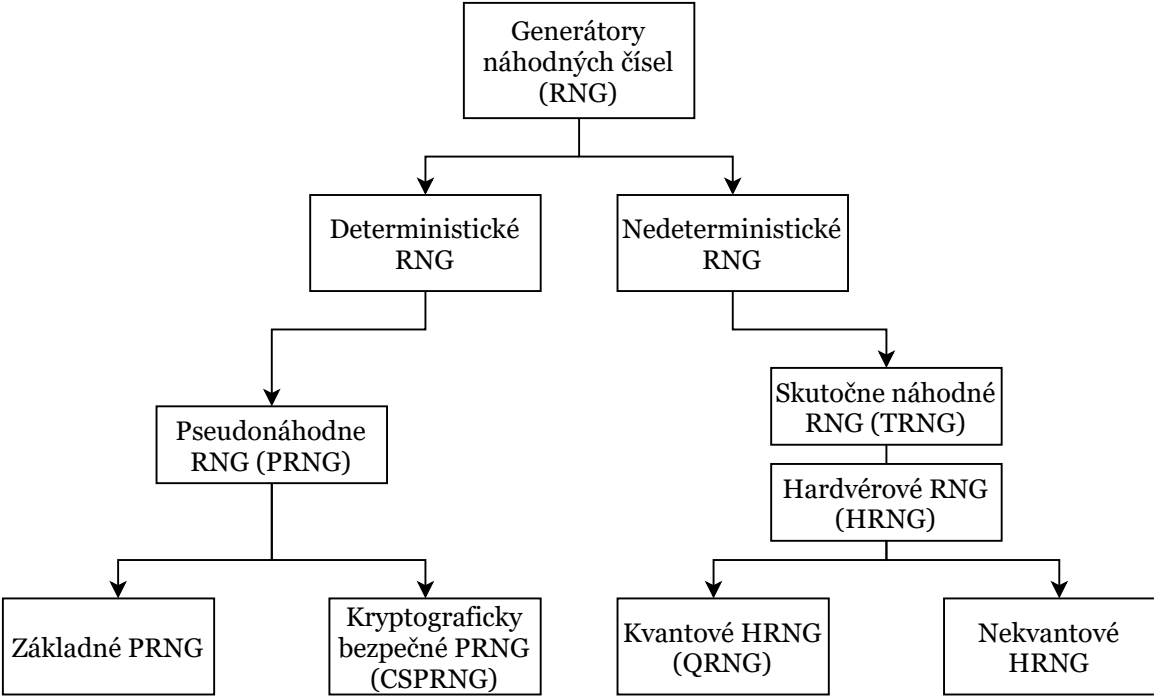 Generátory
náhodných čísel
(RNG)
Deterministické
RNG
Nedeterministické
RNG
Pseudonáhodne
RNG (PRNG)
Skutočne náhodné
RNG (TRNG)
Hardvérové RNG
(HRNG)
Základné PRNG
Kryptograficky
bezpečné PRNG
(CSPRNG)
Kvantové HRNG
(QRNG)
Nekvantové
HRNG